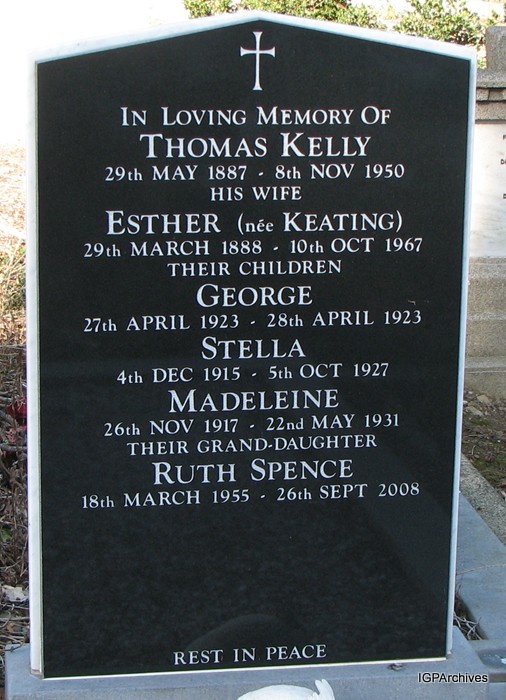 In Loving Memory Of
Thomas Kelly
29th MAY 1887 - 8th NOV 1950
HIS WIFE
Esther (née Keating)
29th MARCH 1888 - 10th OCT 1967
THEIR CHILDREN
George
27th APRIL 1923 - 28th APRIL 1923
Stella
4th DEC 1915 - 5th OCT 1927
Madeleine
26th NOV 1917 - 22nd MAY 1931
THEIR GRAND-DAUGHTER
Ruth Spence
18th MARCH 1955 - 26th SEPT 2008
REST IN PEACE
IGPArchives